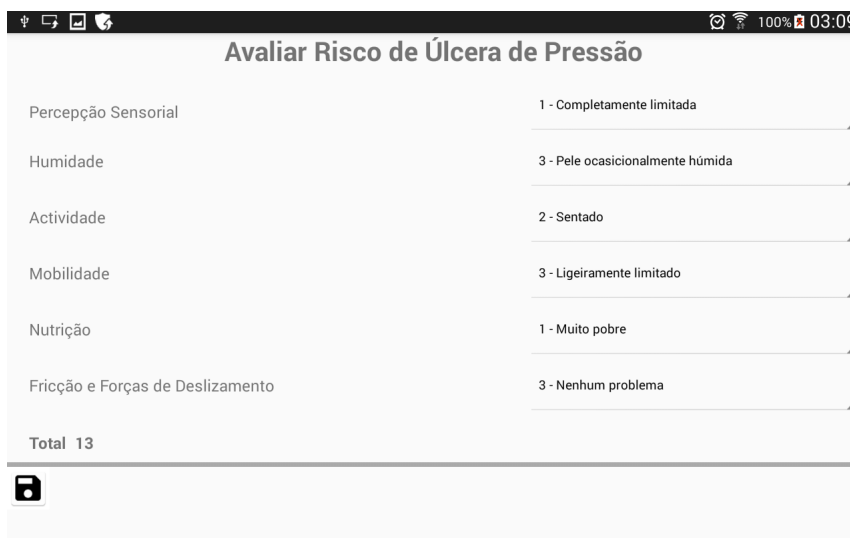 100% 03:09
Avaliar Risco de Úlcera de Pressão
Percepção Sensorial 1 - Completamente limitada
Humidade 3 - Pele ocasicionalmente húmida
Actividade 2 - Sentado
Mobilidade 3 - Ligeiramente limitado
Nutrição 1 - Muito pobre
Fricção e Forças de Deslizamento 3 - Nenhum problema
Total 13